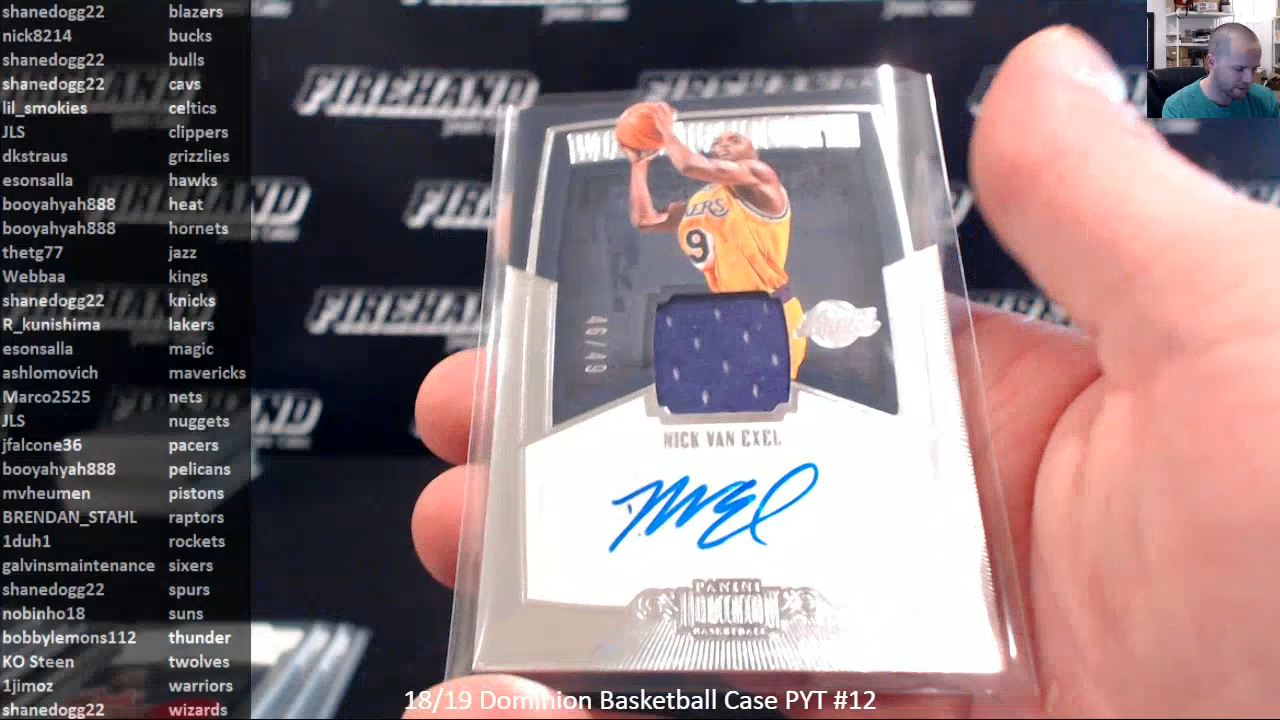 shanedogg22 blazers
nick8214 bucks
shanedogg22 bulls
shanedogg22 cavs
lil_smokies celtics
JLS clippers
dkstraus grizzlies
esonsalla hawks
booyahyah888 heat
booyahyah888 hornets
thetg77 jazz
Webbaa kings
shanedogg22 knicks
R_kunishima lakers
esonsalla magic
ashlomovich mavericks
Marco2525 nets
JLS nuggets
jfalcone36 pacers
booyahyah888 pelicans
mvheumen pistons
BRENDAN_STAHL raptors
1duh1 rockets
galvinsmaintenance sixers
shanedogg22 spurs
nobinho18 suns
bobbylemons112 thunder
KO Steen twolves
1jimoz warriors
shanedogg22 wizards
FIREHAND
FIREHAND
FIREHAND
9
46/49
NICK VAN EXEL
PANINI
DOMINION
BASKETBALL
18/19 Dominion Basketball Case PYT #12